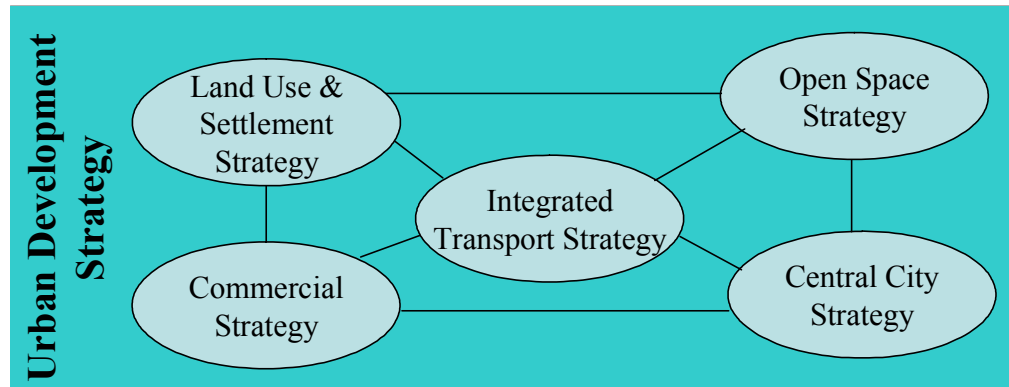 Urban Development
Strategy
Land Use &
Settlement
Strategy
Open Space
Strategy
Integrated
Transport Strategy
Commercial
Strategy
Central City
Strategy